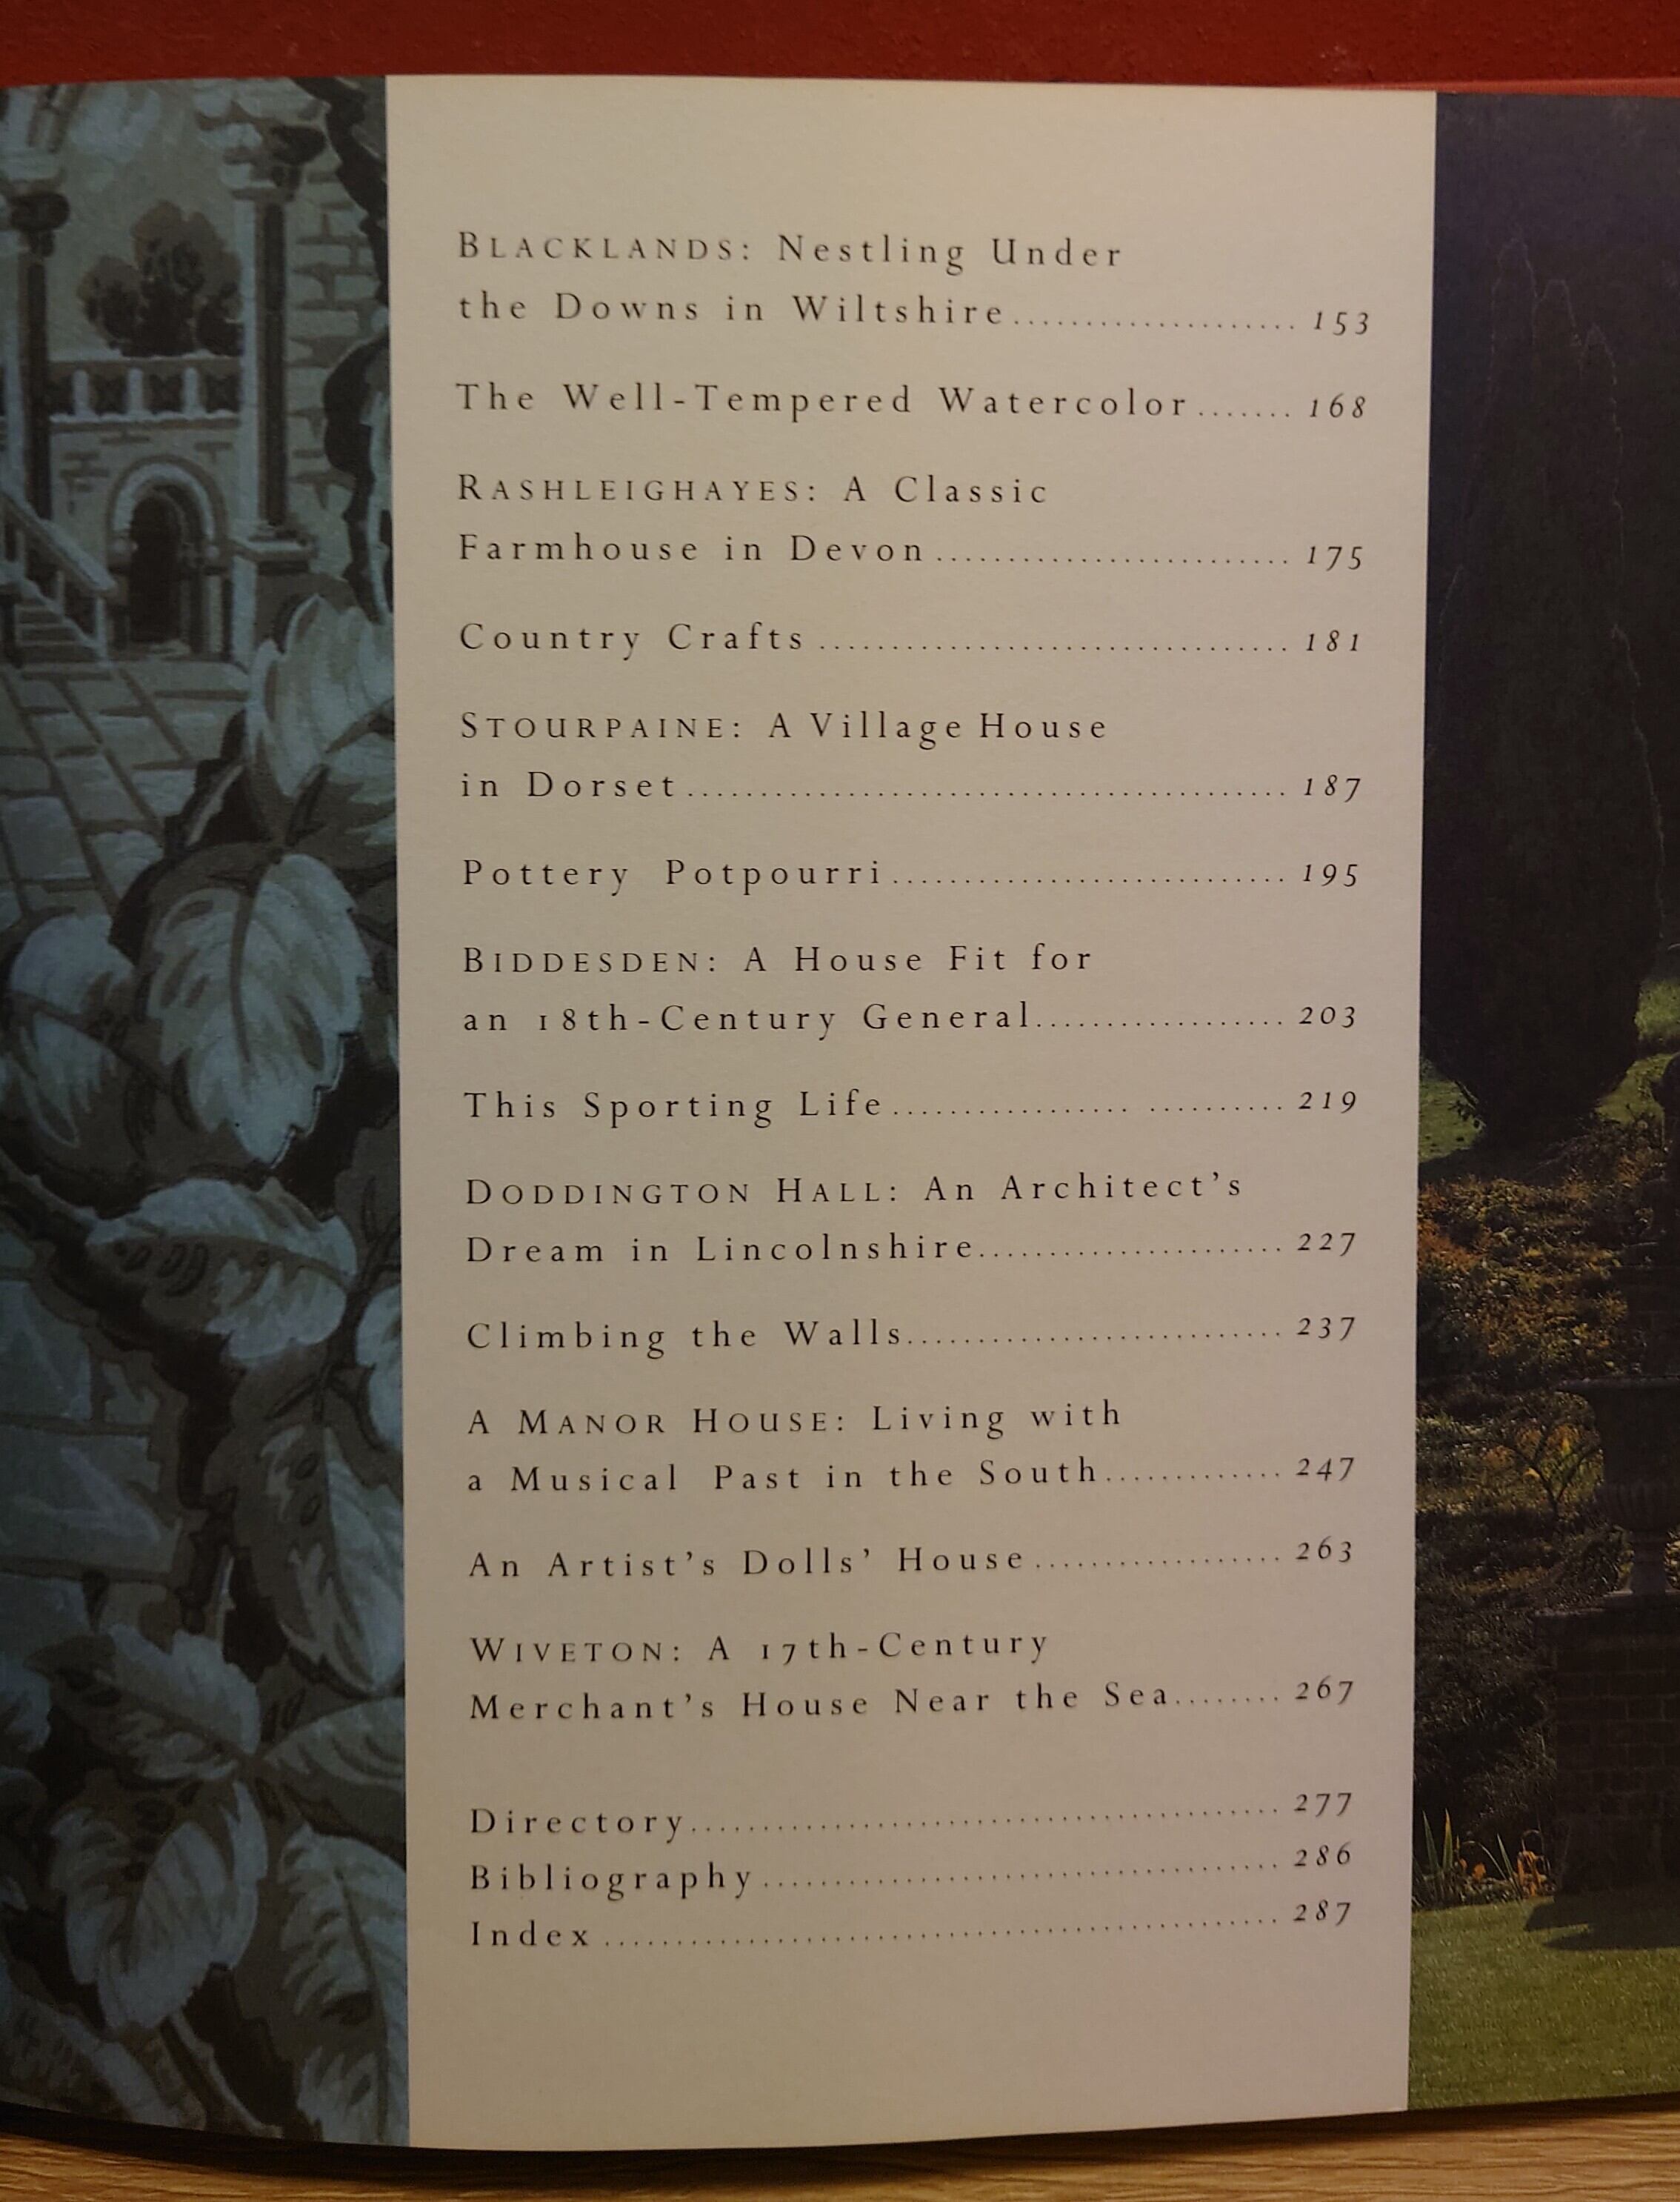 BLACKLANDS: Nestling Under
the Downs in Wiltshire.................... 153
The Well-Tempered Watercolor....... 168
RASHLEIGHAYES: A Classic
Farmhouse in Devon......................... 175
Country Crafts................................. 181
STOURPAINE: A Village House
in Dorset.......................................... 187
Pottery Potpourri............................ 195
BIDDESDEN: A House Fit for
an 18th-Century General.................. 203
This Sporting Life........................... 219
DODDINGTON HALL: An Architect's
Dream in Lincolnshire...................... 227
Climbing the Walls........................... 237
A MANOR HOUSE: Living with
a Musical Past in the South............. 247
An Artist's Dolls' House.................. 263
WIVETON: A 17th-Century
Merchant's House Near the Sea........ 267
Directory.......................................... 277
Bibliography.................................... 286
Index................................................ 287